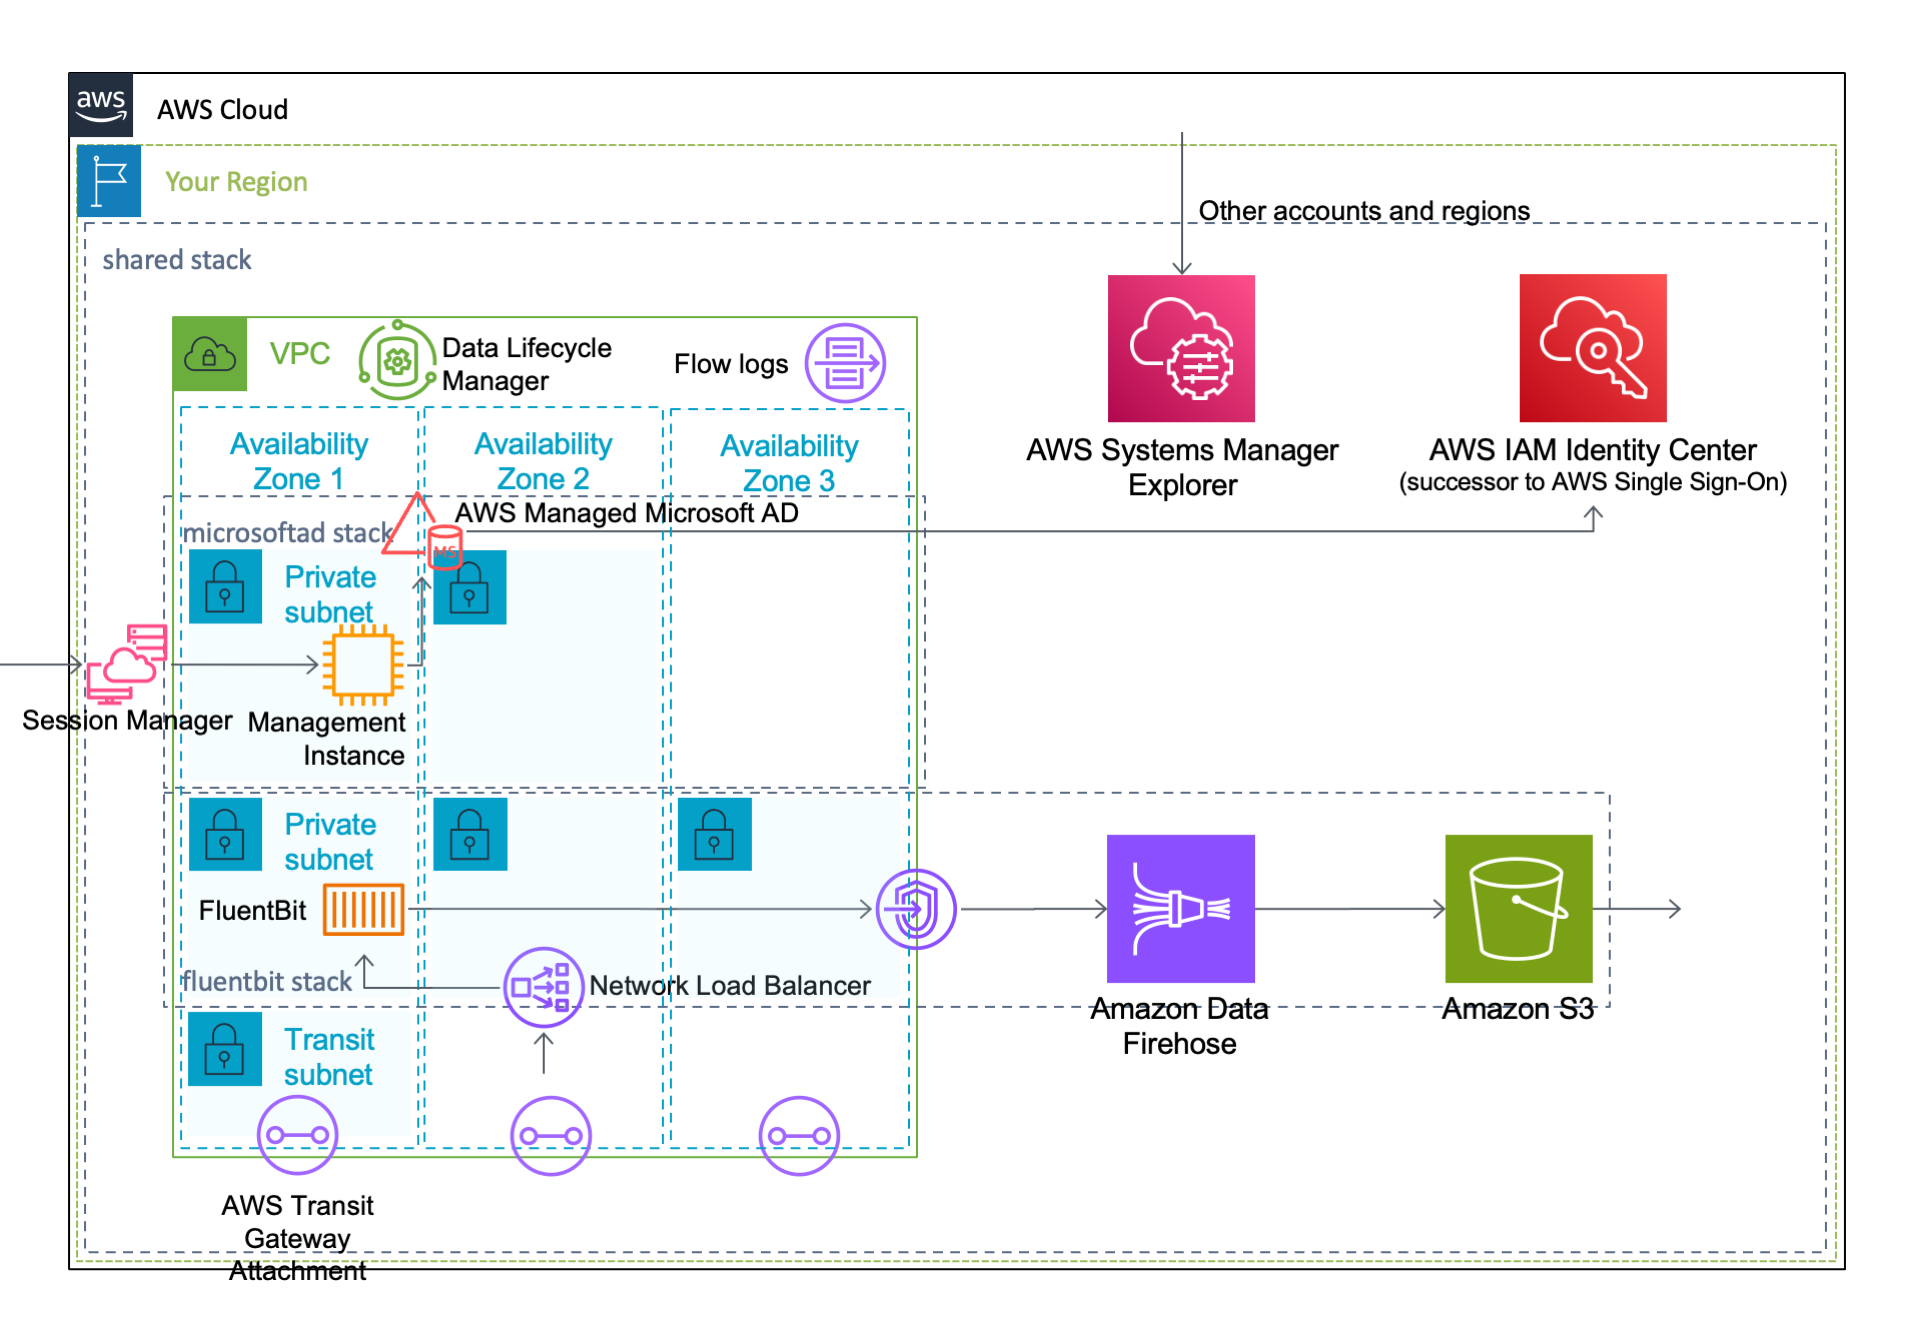 aws
AWS Cloud
Your Region
Other accounts and regions
shared stack
VPC
Data Lifecycle
Manager
Flow logs
Availability
Zone 1
Availability
Zone 2
Availability
Zone 3
AWS Systems Manager
Explorer
AWS IAM Identity Center
(successor to AWS Single Sign-On)
AWS Managed Microsoft AD
microsoftad stack
MS
Private
subnet
Session Manager
Management
Instance
Private
subnet
FluentBit
fluentbit stack
Network Load Balancer
Amazon Data
Firehose
Amazon S3
Transit
subnet
AWS Transit
Gateway
Attachment